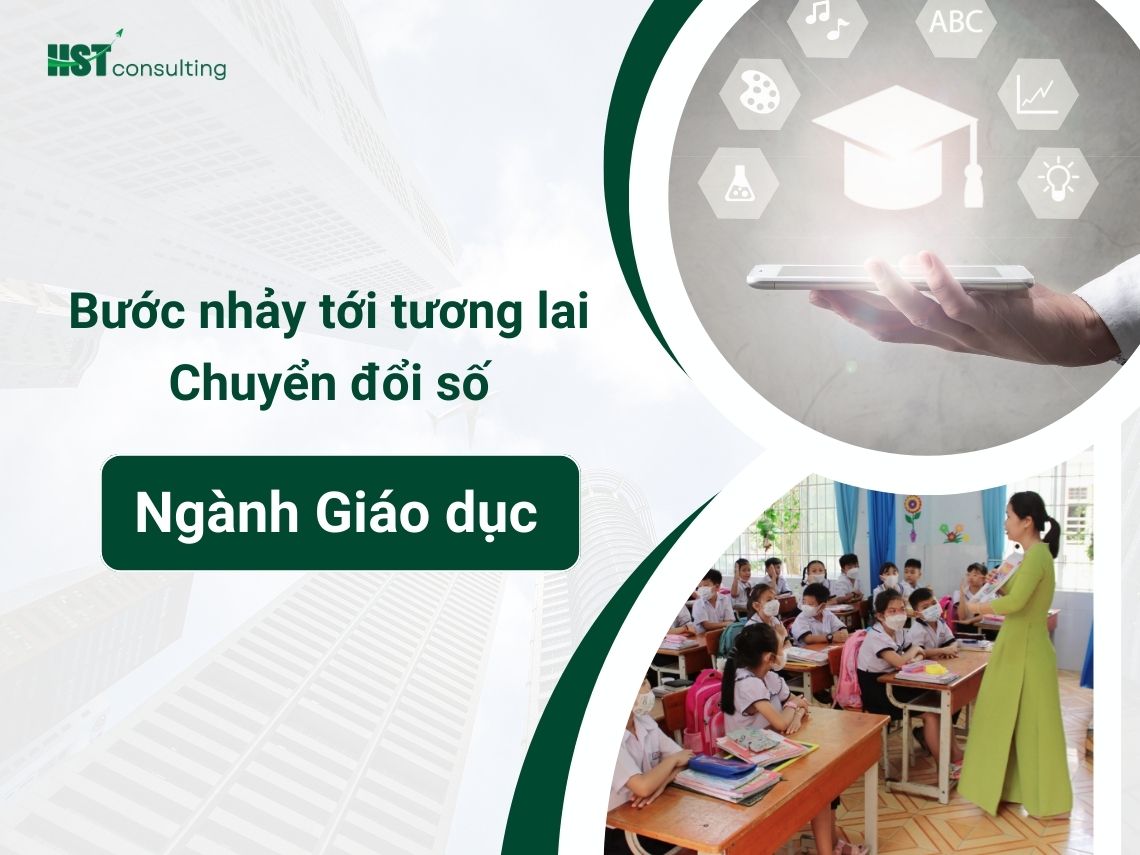 HST consulting
Bước nhảy tới tương lai
Chuyển đổi số
Ngành Giáo dục
ABC